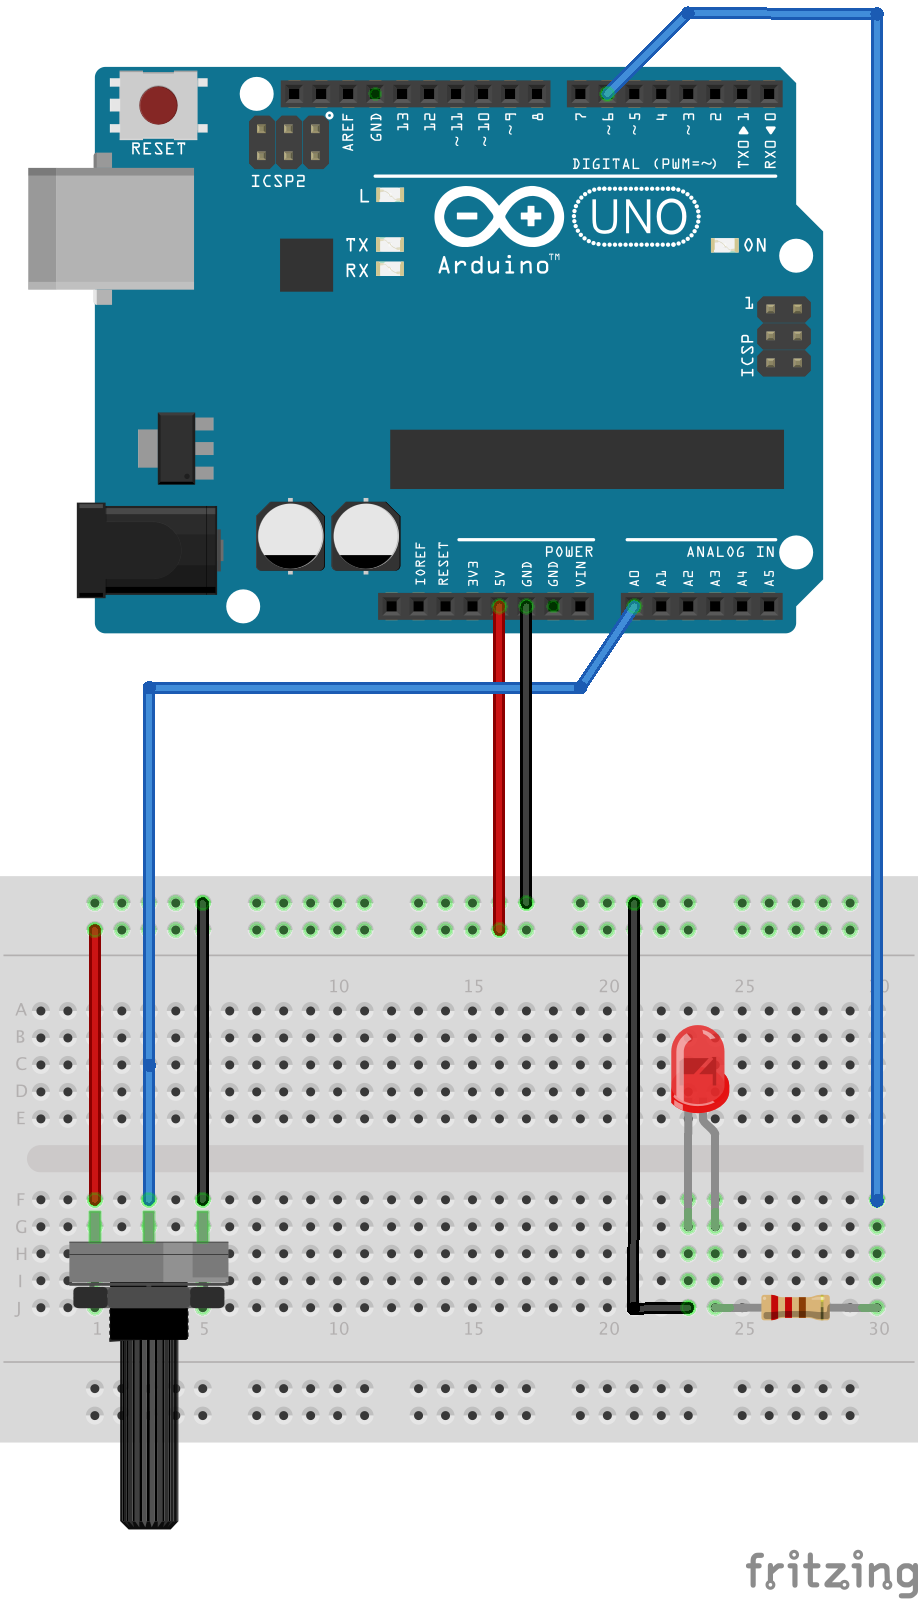 RESET
ICSP2
AREF
GND
13
12
~11
~10
~9
8
7
~6
~5
4
~3
2
TX0▶1
RX0◀0
DIGITAL (PWM=~)
L
TX
RX
UNO
Arduino™
ON
1
ICSP
IOREF
RESET
3V3
5V
GND
GND
VIN
POWER
A0
A1
A2
A3
A4
A5
ANALOG IN
10 15 20 25 30
A
B
C
D
E
F
G
H
I
J
1 5 10 15 20 25 30
fritzing